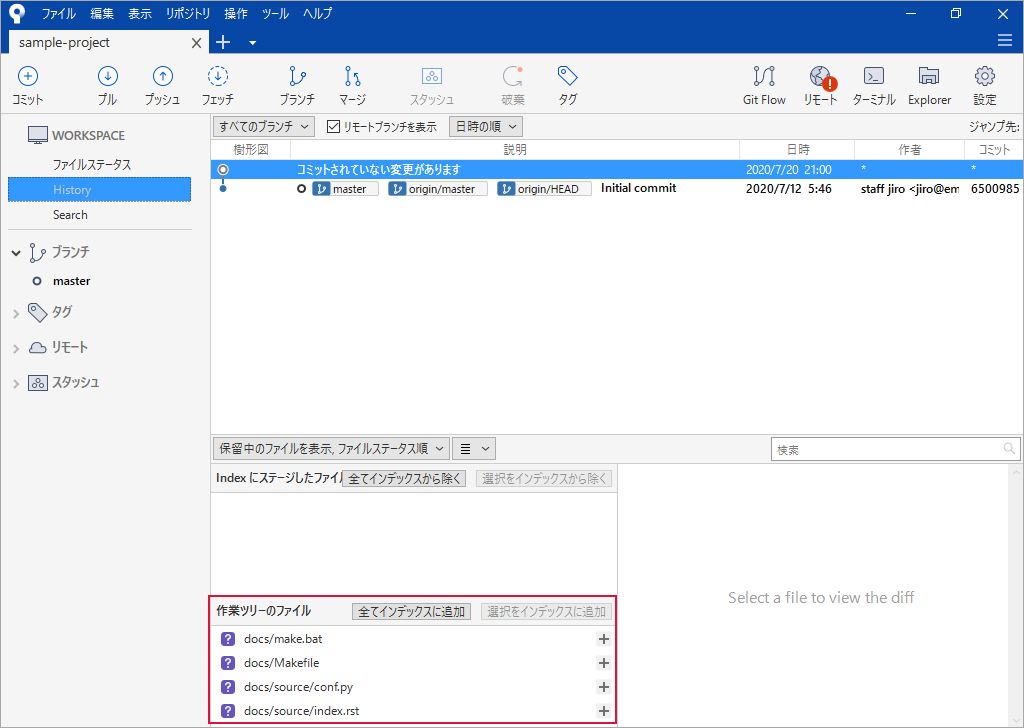 ファイル 編集 表示 リポジトリ 操作 ツール ヘルプ
sample-project
コミット プル プッシュ フェッチ ブランチ マージ スタッシュ 破棄 タグ Git Flow リモート ターミナル Explorer 設定
WORKSPACE
ファイルステータス
History
Search
ブランチ
master
タグ
リモート
スタッシュ
すべてのブランチ リモートブランチを表示 日時の順 ジャンプ先:
樹形図 説明 日時 作者 コミット
コミットされていない変更があります 2020/7/20 21:00 * *
master origin/master origin/HEAD Initial commit 2020/7/12 5:46 staff jiro <jiro@em 6500985
保留中のファイルを表示, ファイルステータス順 検索
Index にステージしたファイル 全てインデックスから除く 選択をインデックスから除く
作業ツリーのファイル 全てインデックスに追加 選択をインデックスに追加
docs/make.bat
docs/Makefile
docs/source/conf.py
docs/source/index.rst
Select a file to view the diff